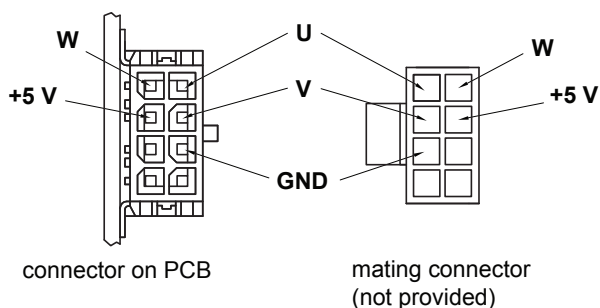 W
U
W
+5 V
V
+5 V
GND
connector on PCB
mating connector
(not provided)